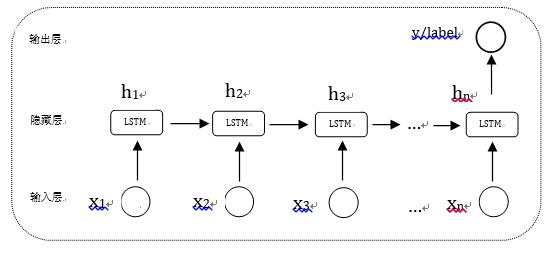 输出层
y/label
h1 h2 h3 hn
隐藏层 LSTM LSTM LSTM ... LSTM
输入层 x1 x2 x3 ... xn